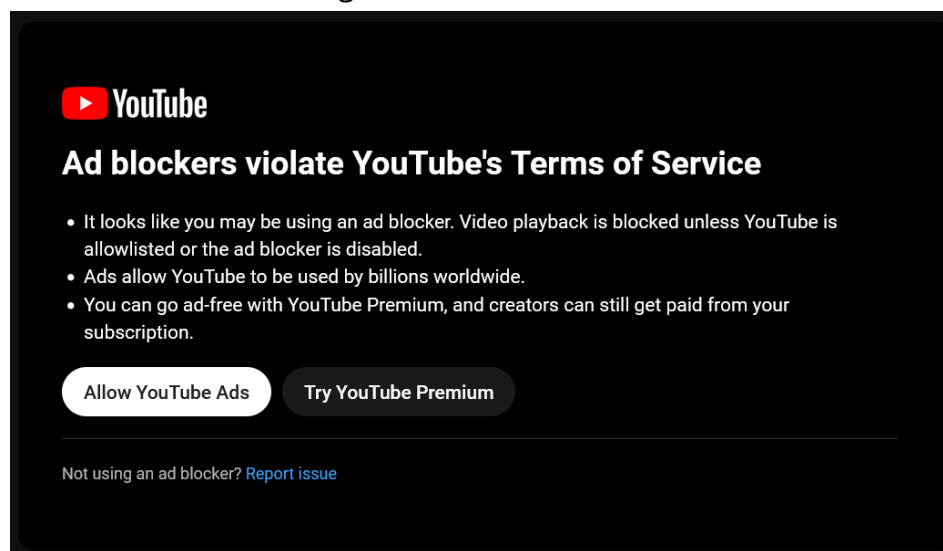 YouTube
Ad blockers violate YouTube's Terms of Service
• It looks like you may be using an ad blocker. Video playback is blocked unless YouTube is
allowlisted or the ad blocker is disabled.
• Ads allow YouTube to be used by billions worldwide.
• You can go ad-free with YouTube Premium, and creators can still get paid from your
subscription.
Allow YouTube Ads
Try YouTube Premium
Not using an ad blocker? Report issue